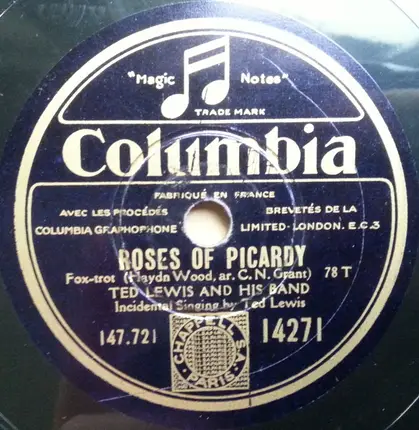 "Magic Notes"
TRADE MARK
Columbia
FABRIQUÉ EN FRANCE
AVEC LES PROCÉDÉS BREVETÉS DE LA
COLUMBIA GRAPHOPHONE LIMITED-LONDON. E.C.3
ROSES OF PICARDY
Fox-trot (Haydn Wood, ar. C. N. Grant) 78 T
TED LEWIS AND HIS BAND
Incidental Singing by Ted Lewis
147.721 14271
CHAPPELL S.A.
PARIS